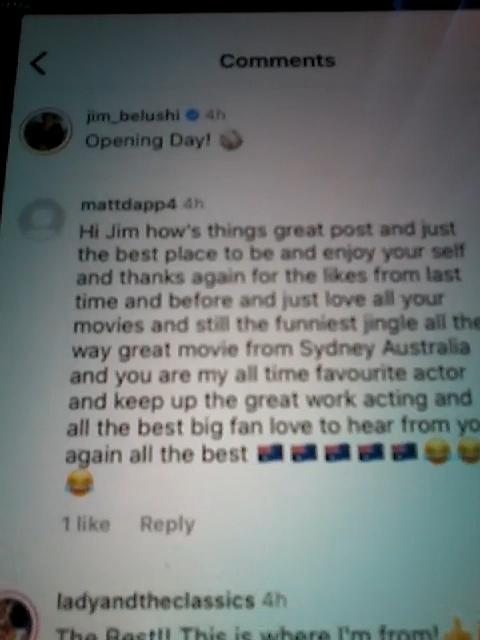 Comments
jim_belushi 4h
Opening Day! ⚾
mattdapp4 4h
Hi Jim how's things great post and just
the best place to be and enjoy your self
and thanks again for the likes from last
time and before and just love all your
movies and still the funniest jingle all the
way great movie from Sydney Australia
and you are my all time favourite actor
and keep up the great work acting and
all the best big fan love to hear from yo
again all the best 🇦🇺🇦🇺🇦🇺🇦🇺🇦🇺😂😂
😂
1 like Reply
ladyandtheclassics 4h
The Best!! This is where I'm from!👍